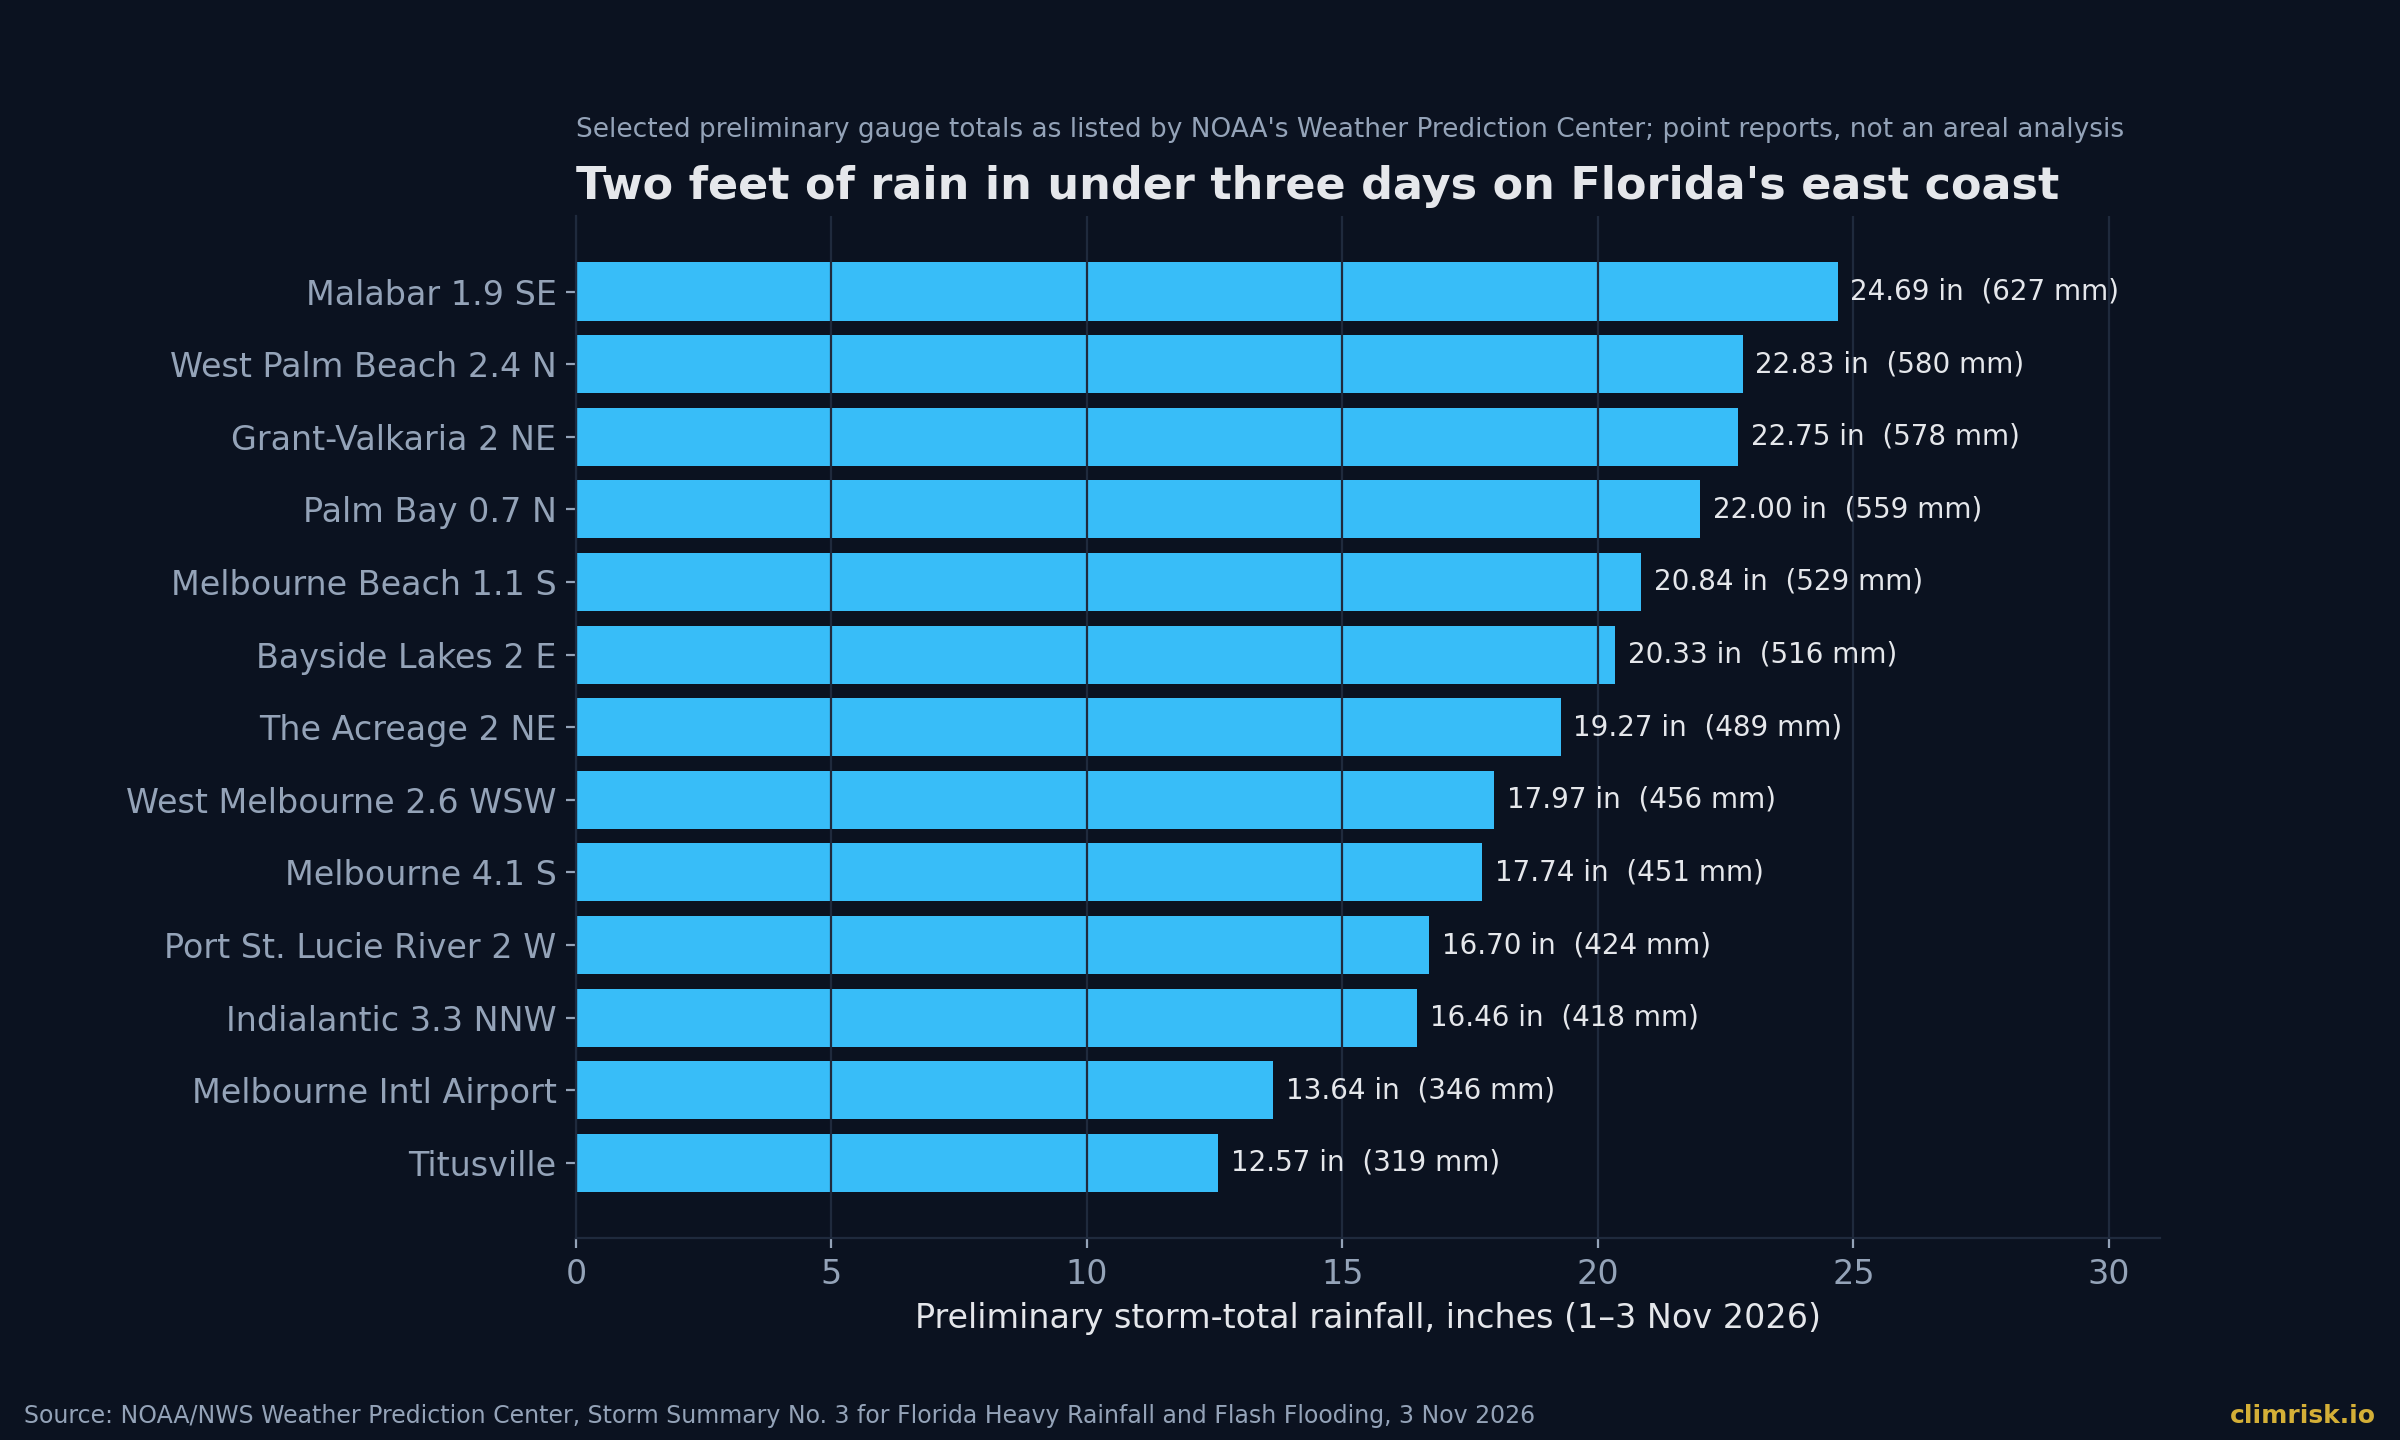 Selected preliminary gauge totals as listed by NOAA's Weather Prediction Center; point reports, not an areal analysis
Two feet of rain in under three days on Florida's east coast
Malabar 1.9 SE 24.69 in (627 mm)
West Palm Beach 2.4 N 22.83 in (580 mm)
Grant-Valkaria 2 NE 22.75 in (578 mm)
Palm Bay 0.7 N 22.00 in (559 mm)
Melbourne Beach 1.1 S 20.84 in (529 mm)
Bayside Lakes 2 E 20.33 in (516 mm)
The Acreage 2 NE 19.27 in (489 mm)
West Melbourne 2.6 WSW 17.97 in (456 mm)
Melbourne 4.1 S 17.74 in (451 mm)
Port St. Lucie River 2 W 16.70 in (424 mm)
Indialantic 3.3 NNW 16.46 in (418 mm)
Melbourne Intl Airport 13.64 in (346 mm)
Titusville 12.57 in (319 mm)
0 5 10 15 20 25 30
Preliminary storm-total rainfall, inches (1–3 Nov 2026)
Source: NOAA/NWS Weather Prediction Center, Storm Summary No. 3 for Florida Heavy Rainfall and Flash Flooding, 3 Nov 2026
climrisk.io